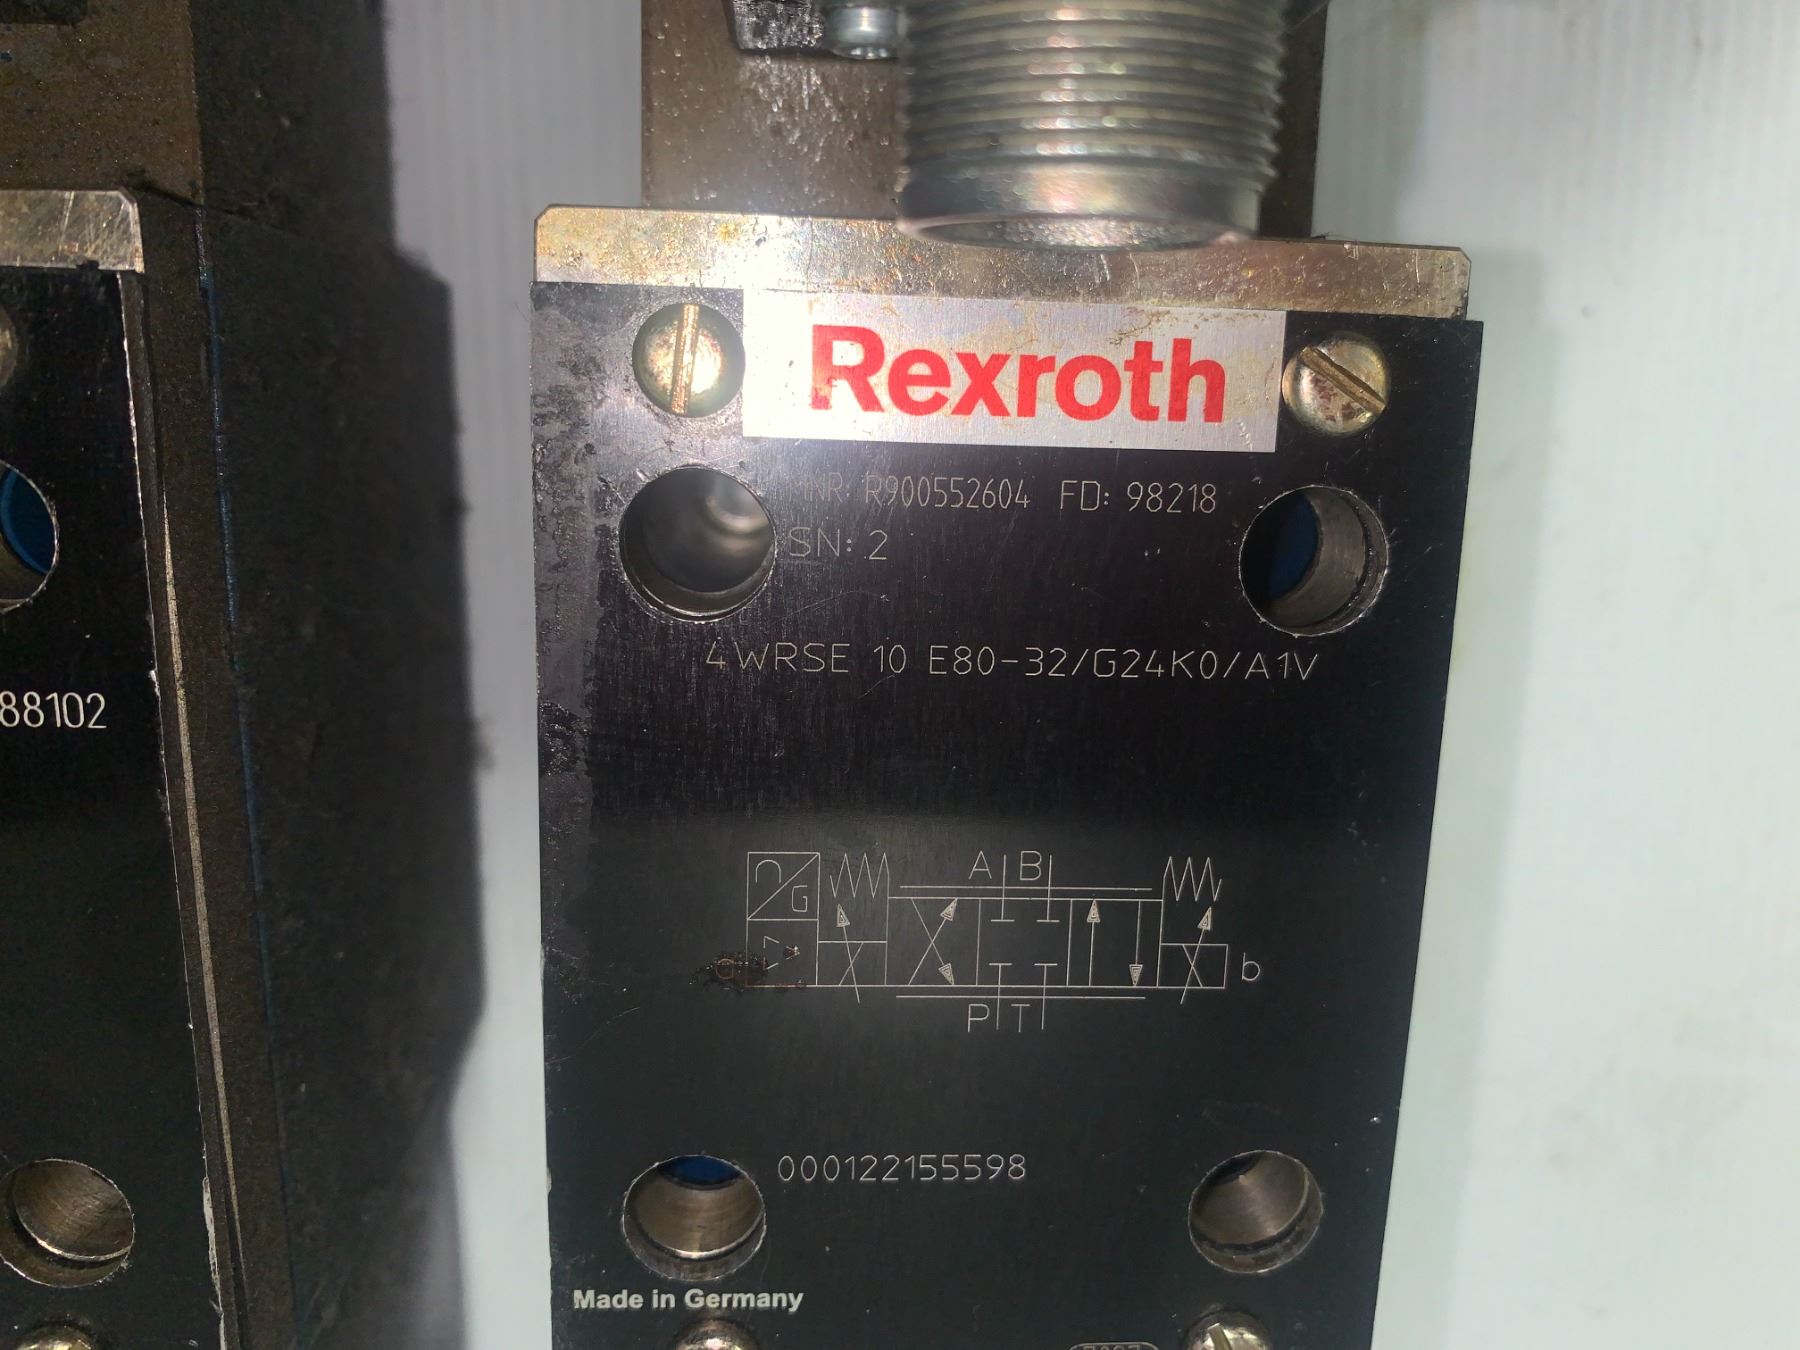 Rexroth
MNR: R900552604 FD: 98218
SN: 2
4WRSE 10 E80-32/G24K0/A1V
88102
G
A B
a
b
P T
000122155598
Made in Germany